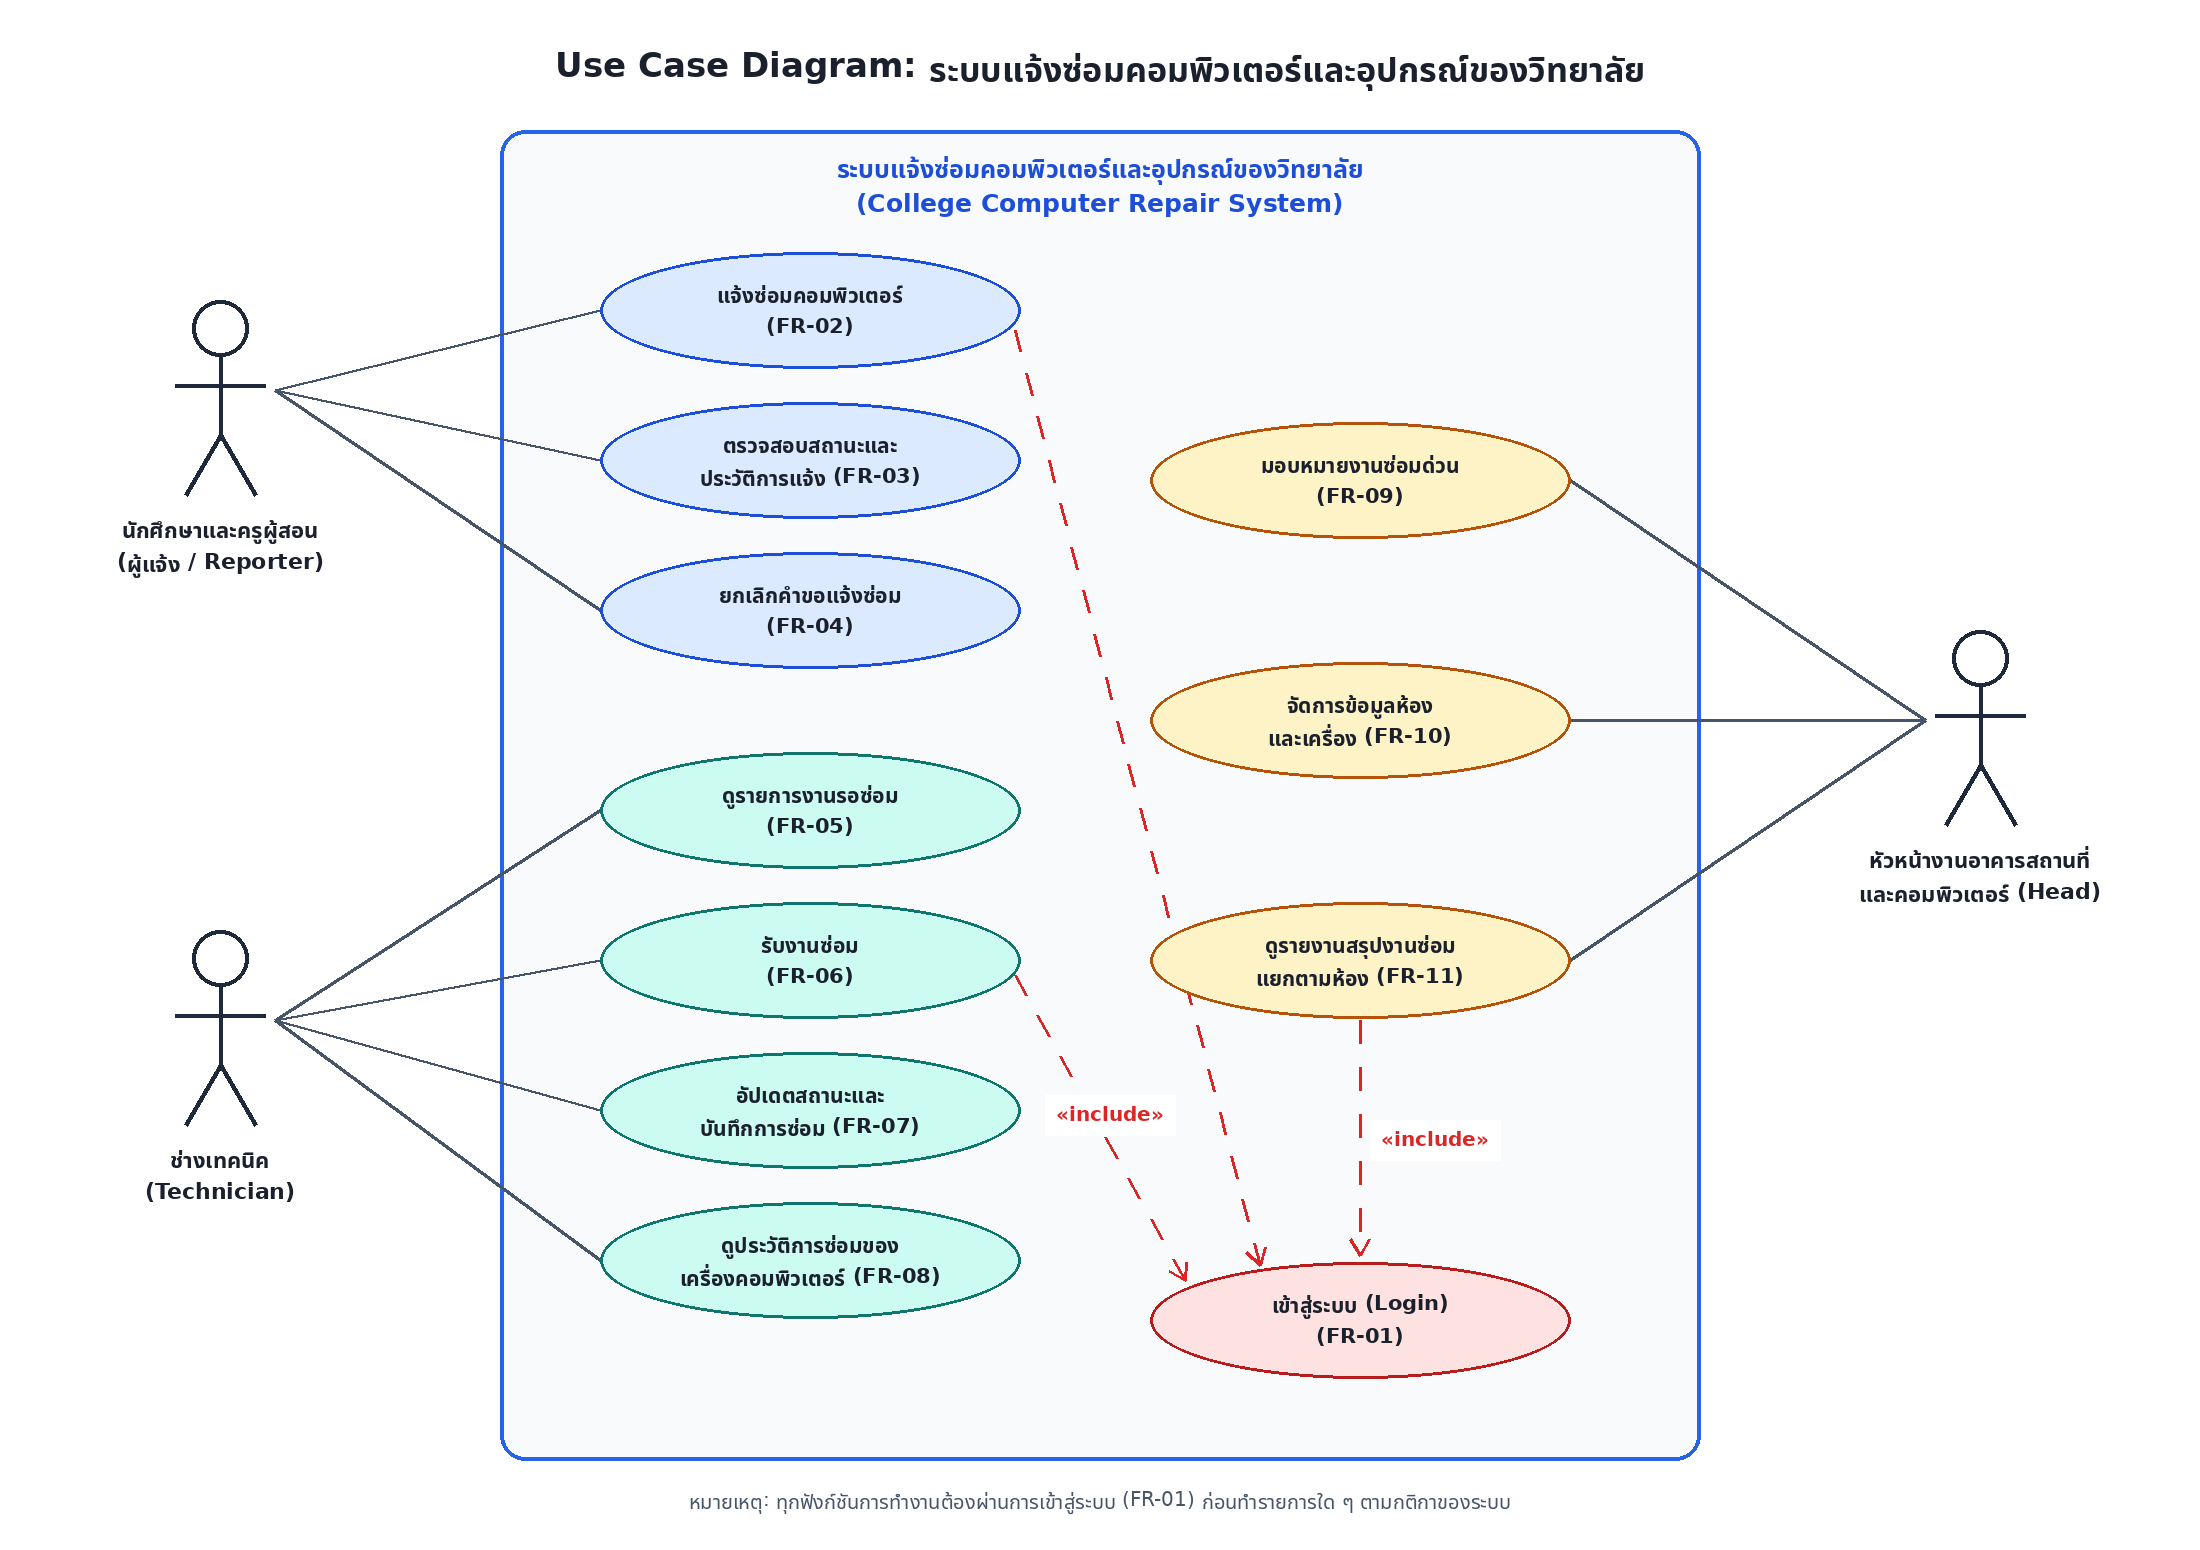 Use Case Diagram: ระบบแจ้งซ่อมคอมพิวเตอร์และอุปกรณ์ของวิทยาลัย
ระบบแจ้งซ่อมคอมพิวเตอร์และอุปกรณ์ของวิทยาลัย
(College Computer Repair System)
แจ้งซ่อมคอมพิวเตอร์
(FR-02)
ตรวจสอบสถานะและ
ประวัติการแจ้ง (FR-03)
ยกเลิกคำขอแจ้งซ่อม
(FR-04)
นักศึกษาและครูผู้สอน
(ผู้แจ้ง / Reporter)
มอบหมายงานซ่อมด่วน
(FR-09)
จัดการข้อมูลห้อง
และเครื่อง (FR-10)
ดูรายงานสรุปงานซ่อม
แยกตามห้อง (FR-11)
หัวหน้างานอาคารสถานที่
และคอมพิวเตอร์ (Head)
ดูรายการงานรอซ่อม
(FR-05)
รับงานซ่อม
(FR-06)
อัปเดตสถานะและ
บันทึกการซ่อม (FR-07)
ดูประวัติการซ่อมของ
เครื่องคอมพิวเตอร์ (FR-08)
ช่างเทคนิค
(Technician)
«include»
«include»
เข้าสู่ระบบ (Login)
(FR-01)
หมายเหตุ: ทุกฟังก์ชันการทำงานต้องผ่านการเข้าสู่ระบบ (FR-01) ก่อนทำรายการใด ๆ ตามกติกาของระบบ